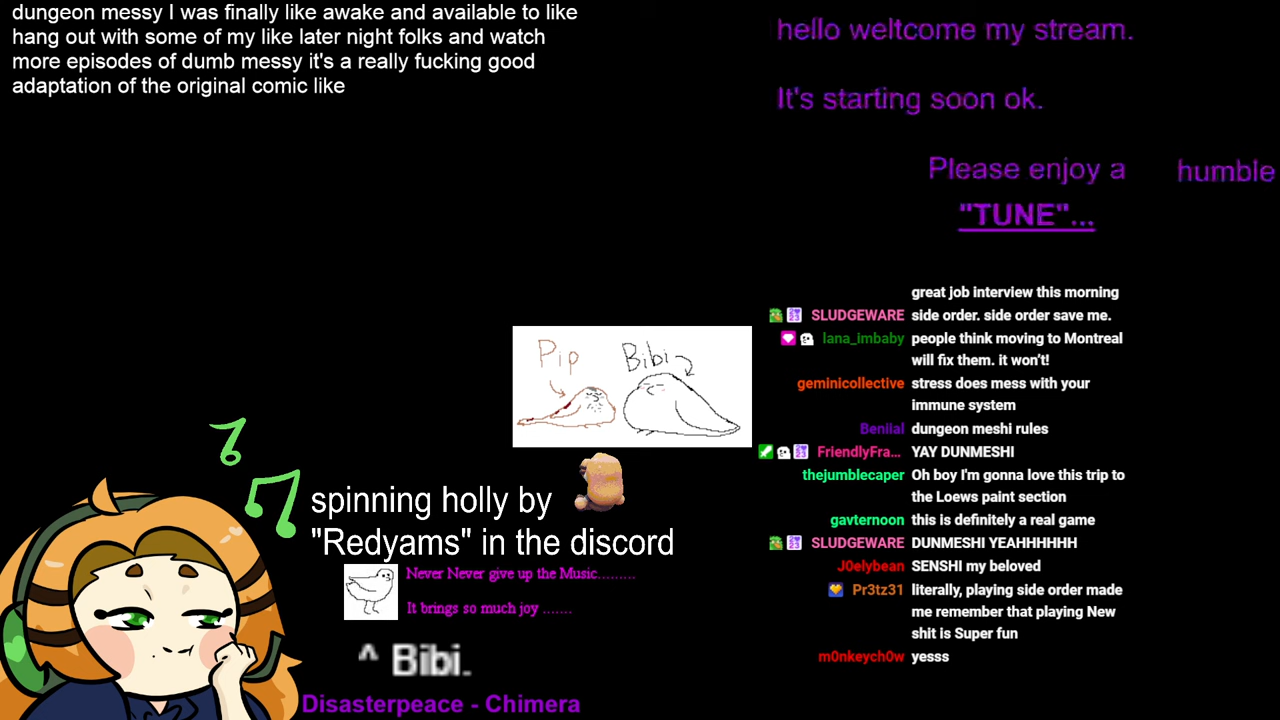 dungeon messy I was finally like awake and available to like
hang out with some of my like later night folks and watch
more episodes of dumb messy it's a really fucking good
adaptation of the original comic like
hello weltcome my stream.
It's starting soon ok.
Please enjoy a humble
"TUNE"...
great job interview this morning
SLUDGEWARE side order. side order save me.
lana_imbaby people think moving to Montreal
will fix them. it won't!
geminicollective stress does mess with your
immune system
Beniial dungeon meshi rules
FriendlyFra... YAY DUNMESHI
thejumblecaper Oh boy I'm gonna love this trip to
the Loews paint section
gavternoon this is definitely a real game
SLUDGEWARE DUNMESHI YEAHHHHHH
J0elybean SENSHI my beloved
Pr3tz31 literally, playing side order made
me remember that playing New
shit is Super fun
m0nkeych0w yesss
Pip Bibi
spinning holly by
"Redyams" in the discord
Never Never give up the Music.........
It brings so much joy .......
^ Bibi.
Disasterpeace - Chimera